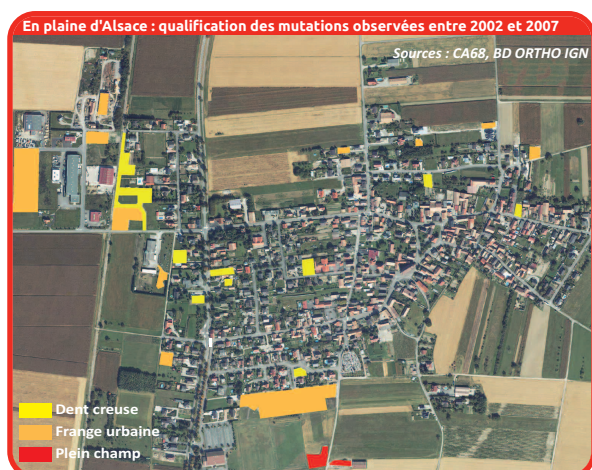 En plaine d'Alsace : qualification des mutations observées entre 2002 et 2007
Sources : CA68, BD ORTHO IGN
Dent creuse
Frange urbaine
Plein champ